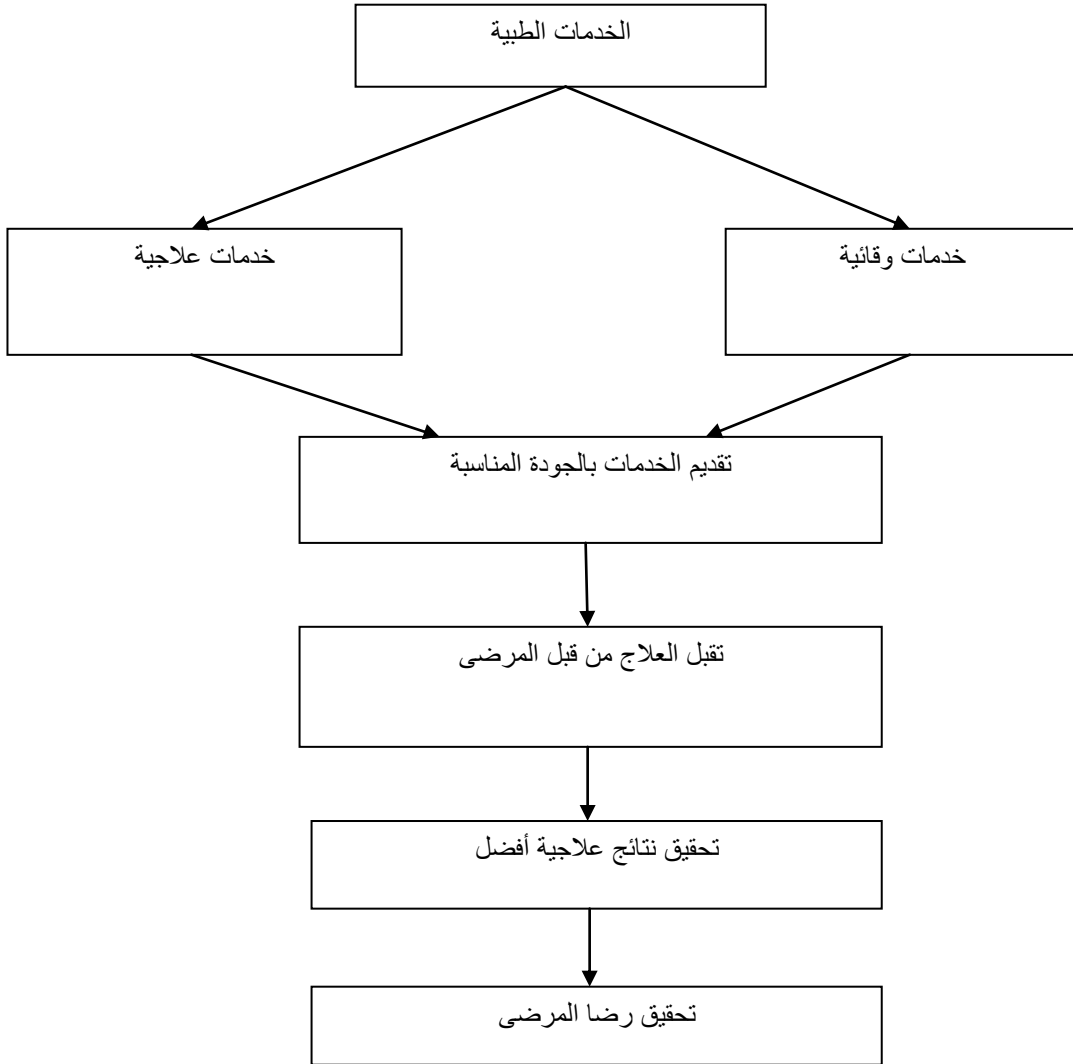 الخدمات الطبية
خدمات وقائية
خدمات علاجية
تقديم الخدمات بالجودة المناسبة
تقبل العلاج من قبل المرضى
تحقيق نتائج علاجية أفضل
تحقيق رضا المرضى